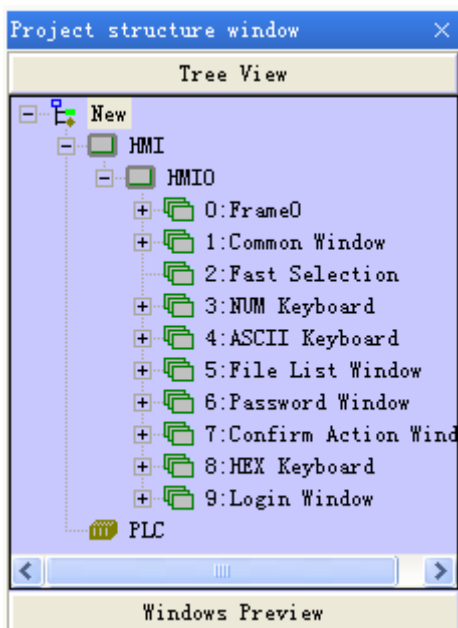 Project structure window
Tree View
New
HMI
HMI0
0:Frame0
1:Common Window
2:Fast Selection
3:NUM Keyboard
4:ASCII Keyboard
5:File List Window
6:Password Window
7:Confirm Action Wind
8:HEX Keyboard
9:Login Window
PLC
Windows Preview